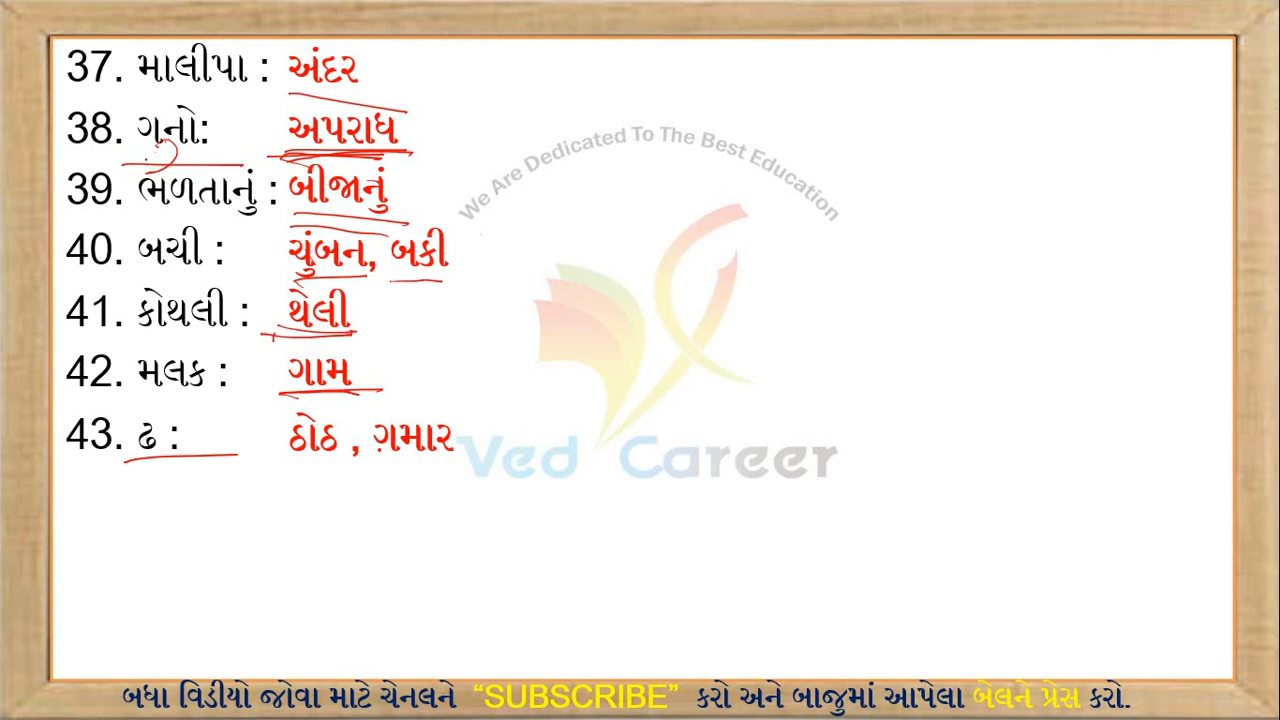 37. માલીપા : અંદર
38. ગનો: અપરાધ
39. ભળતાનું : બીજાનું
40. બચી : ચુંબન, બકી
41. કોથલી : થેલી
42. મલક : ગામ
43. ઢ : ઠોઠ , ગમાર
We Are Dedicated To The Best Education
Ved Career
બધા વિડીયો જોવા માટે ચેનલને “SUBSCRIBE” કરો અને બાજુમાં આપેલા બેલને પ્રેસ કરો.